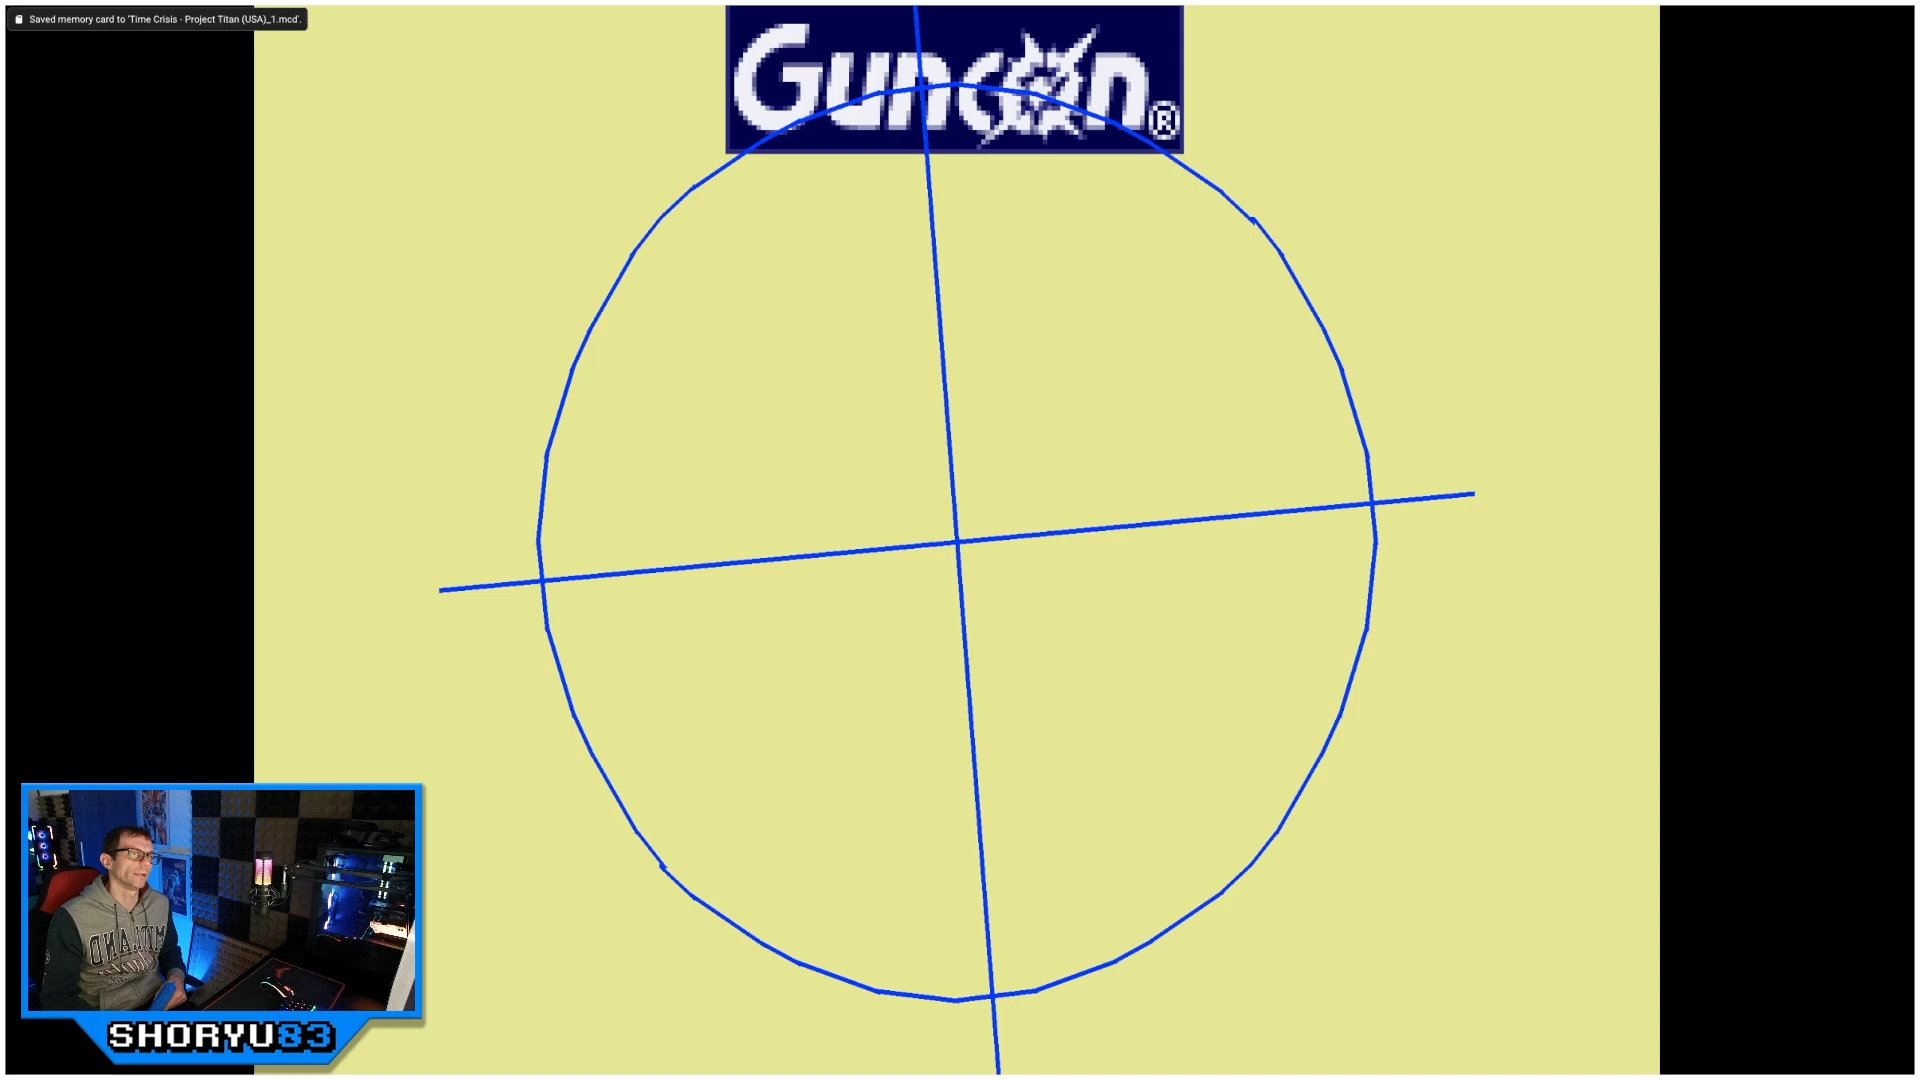 Saved memory card to 'Time Crisis - Project Titan (USA)_1.mcd'.
Guncon®
SHORYU83